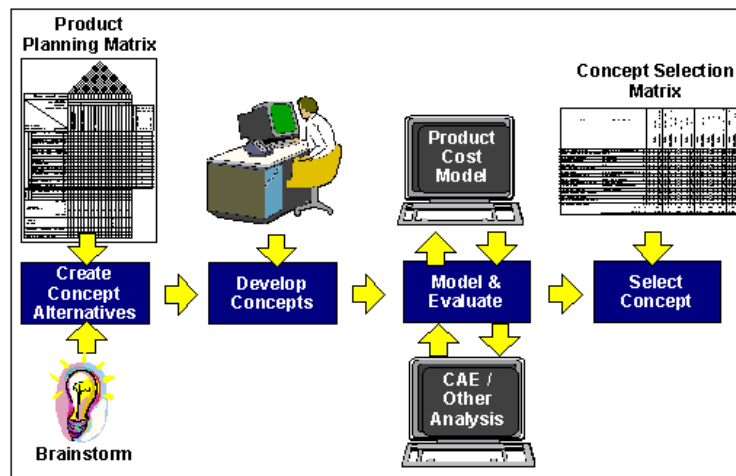 Product
Planning Matrix
Concept Selection
Matrix
Product
Cost
Model
Create
Concept
Alternatives
Develop
Concepts
Model &
Evaluate
Select
Concept
CAE /
Other
Analysis
Brainstorm